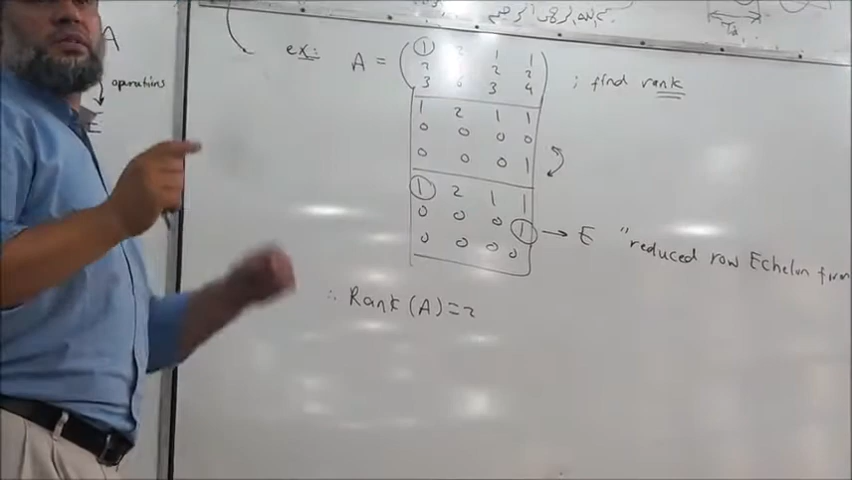 A
operations
E
ex: A = ( 1 2 1 1
2 2 2
3 6 3 4 ) ; find rank
1 2 1 1
0 0 0 0
0 0 0 1
1 2 1 1
0 0 0 1 → E "reduced row Echelon form
0 0 0 0
∴ Rank (A) = 2